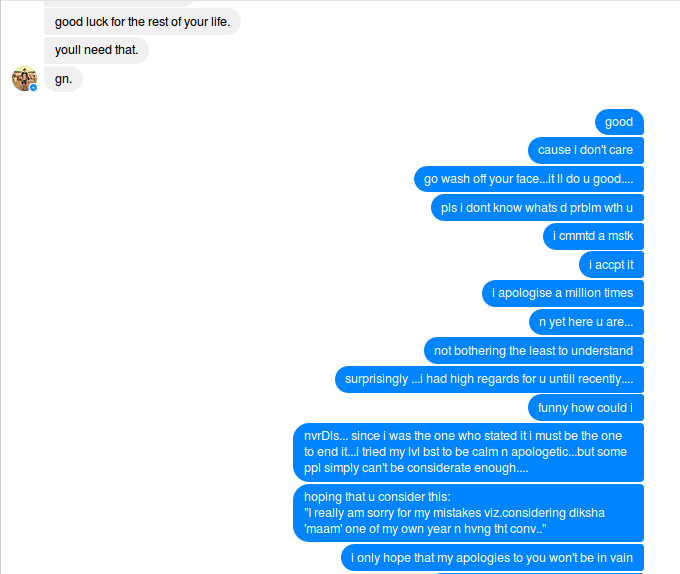 good luck for the rest of your life.
youll need that.
gn.
good
cause i don't care
go wash off your face...it ll do u good....
pls i dont know whats d prblm wth u
i cmmtd a mstk
i accpt it
i apologise a million times
n yet here u are...
not bothering the least to understand
surprisingly ...i had high regards for u untill recently....
funny how could i
nvrDls... since i was the one who stated it i must be the one
to end it...i tried my lvl bst to be calm n apologetic...but some
ppl simply can't be considerate enough....
hoping that u consider this:
"I really am sorry for my mistakes viz.considering diksha
'maam' one of my own year n hvng tht conv.."
i only hope that my apologies to you won't be in vain